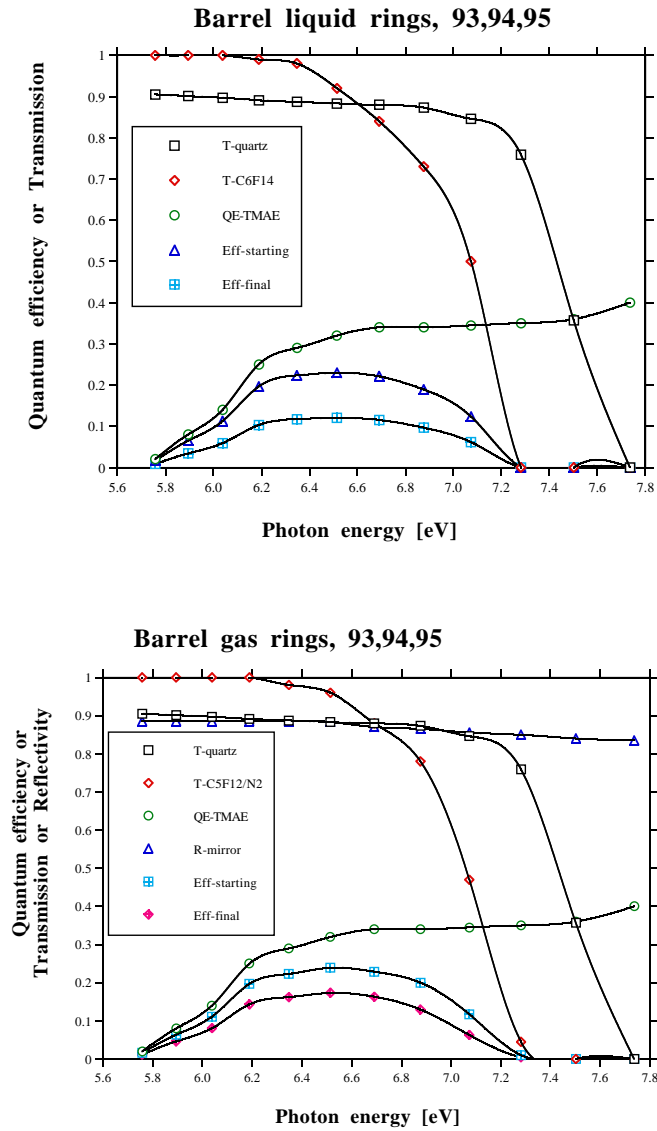 Barrel liquid rings, 93,94,95
Quantum efficiency or Transmission
1
0.9
0.8
0.7
0.6
0.5
0.4
0.3
0.2
0.1
0
T-quartz
T-C6F14
QE-TMAE
Eff-starting
Eff-final
5.6 5.8 6.0 6.2 6.4 6.6 6.8 7.0 7.2 7.4 7.6 7.8
Photon energy [eV]
Barrel gas rings, 93,94,95
Quantum efficiency or
Transmission or Reflectivity
1
0.9
0.8
0.7
0.6
0.5
0.4
0.3
0.2
0.1
0
T-quartz
T-C5F12/N2
QE-TMAE
R-mirror
Eff-starting
Eff-final
5.6 5.8 6.0 6.2 6.4 6.6 6.8 7.0 7.2 7.4 7.6 7.8
Photon energy [eV]